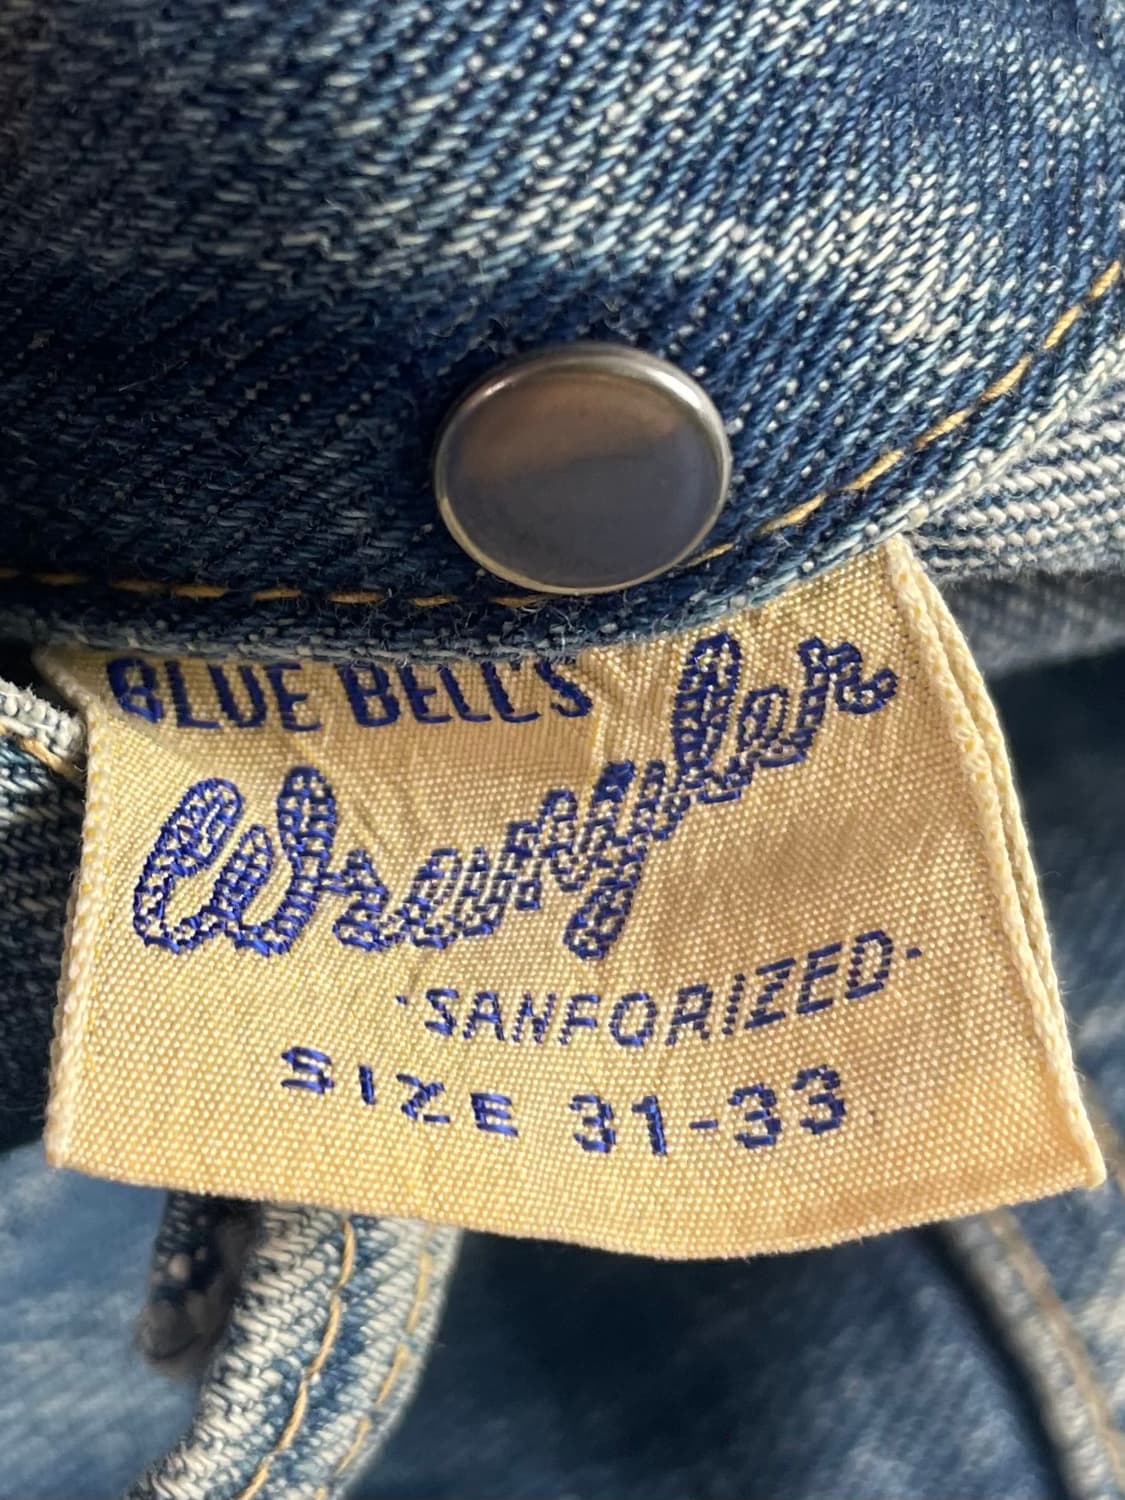 BLUE BELL'S
Wrangler
·SANFORIZED·
SIZE 31-33